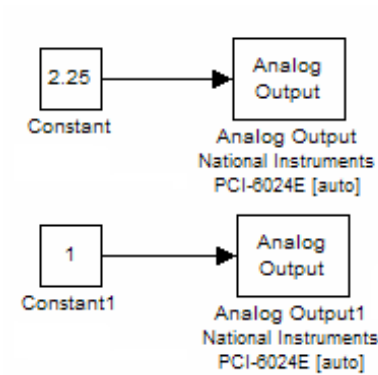 2.25
Analog
Output
Constant
Analog Output
National Instruments
PCI-6024E [auto]
1
Analog
Output
Constant1
Analog Output1
National Instruments
PCI-6024E [auto]